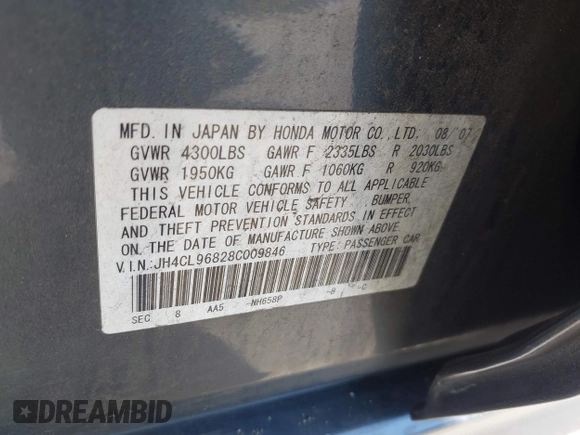 MFD. IN JAPAN BY HONDA MOTOR CO., LTD. 08/07
GVWR 4300LBS GAWR F 2335LBS R 2030LBS
GVWR 1950KG GAWR F 1060KG R 920KG
THIS VEHICLE CONFORMS TO ALL APPLICABLE
FEDERAL MOTOR VEHICLE SAFETY , BUMPER,
AND THEFT PREVENTION STANDARDS IN EFFECT
ON THE DATE OF MANUFACTURE SHOWN ABOVE.
V.I.N.:JH4CL96828C009846 TYPE: PASSENGER CAR
SEC 8 AA5 -NH658P -B -C
DREAMBID